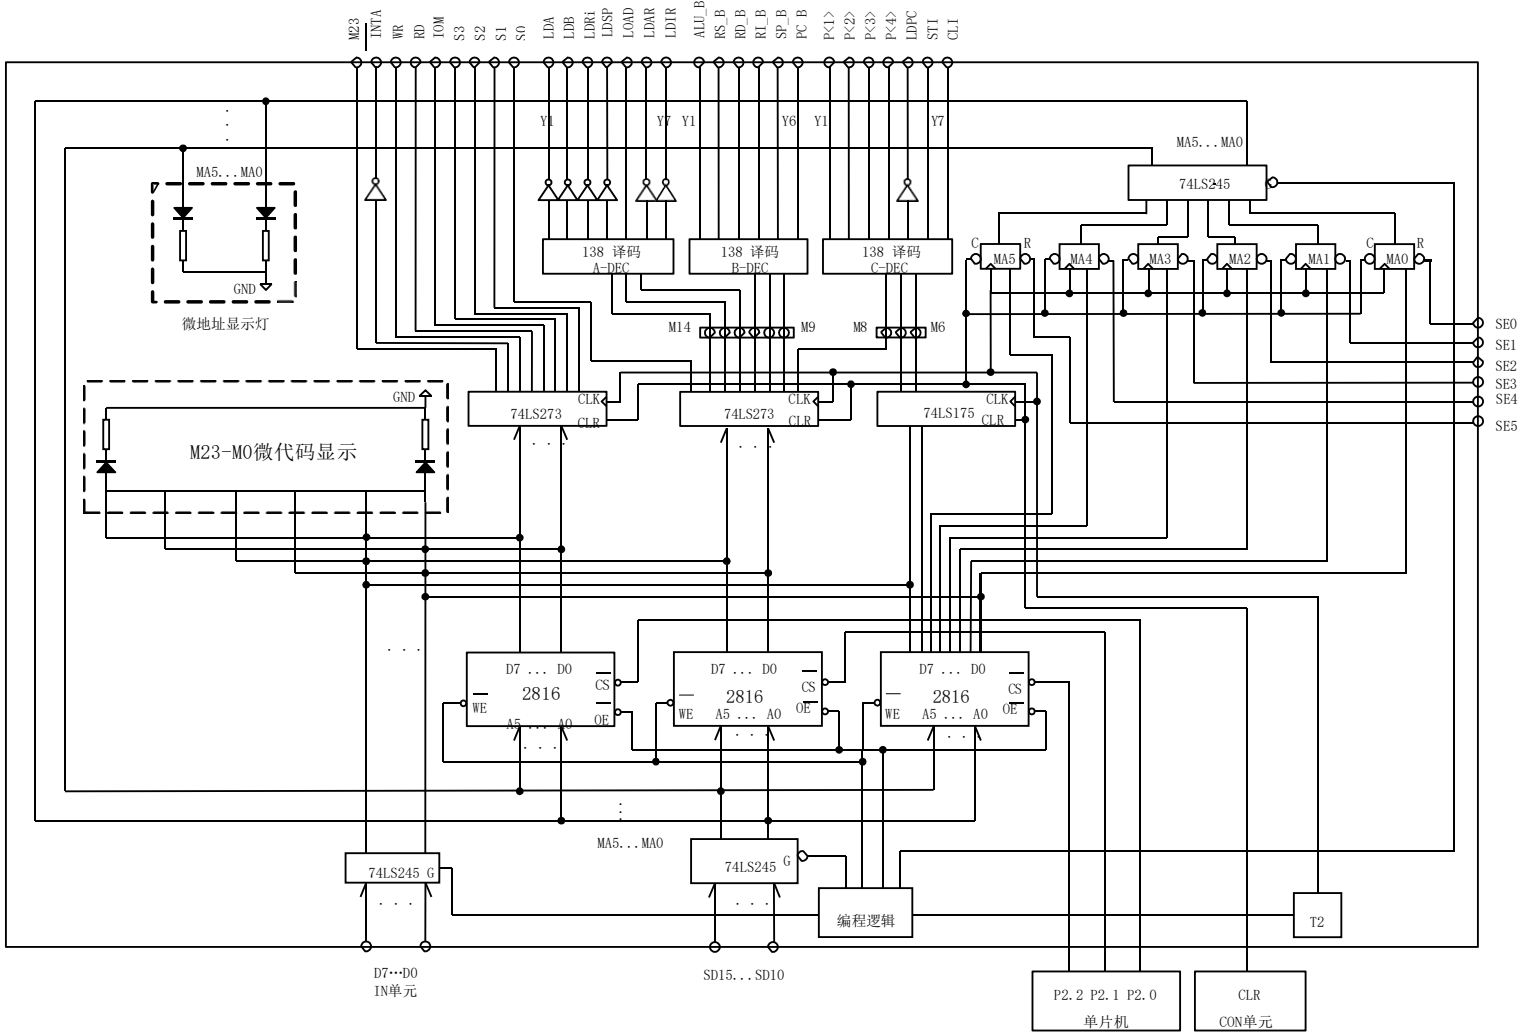 M23 INTA WR RD IOM S3 S2 S1 S0 LDA LDB LDRi LDSP LOAD LDAR LDIR ALU_B RS_B RD_B RI_B SP_B PC_B P<1> P<2> P<3> P<4> LDPC STI CLI
Y1 Y7 Y1 Y6 Y1 Y7
MA5...MA0
MA5...MA0
74LS245
138 译码 138 译码 138 译码
A-DEC B-DEC C-DEC
C R C R
MA5 MA4 MA3 MA2 MA1 MA0
GND
微地址显示灯
M14 M9 M8 M6
SE0
SE1
SE2
SE3
SE4
SE5
GND
CLK CLK CLK
74LS273 74LS273 74LS175
CLR CLR CLR
...
...
M23-M0微代码显示
...
D7 ... D0 D7 ... D0 D7 ... D0
CS CS CS
2816 2816 2816
WE WE WE
OE OE OE
A5 ... A0 A5 ... A0 A5 ... A0
... ... ...
MA5...MA0
74LS245 G
74LS245 G
... ...
编程逻辑
T2
D7···D0
IN单元
SD15...SD10
P2.2 P2.1 P2.0
单片机
CLR
CON单元